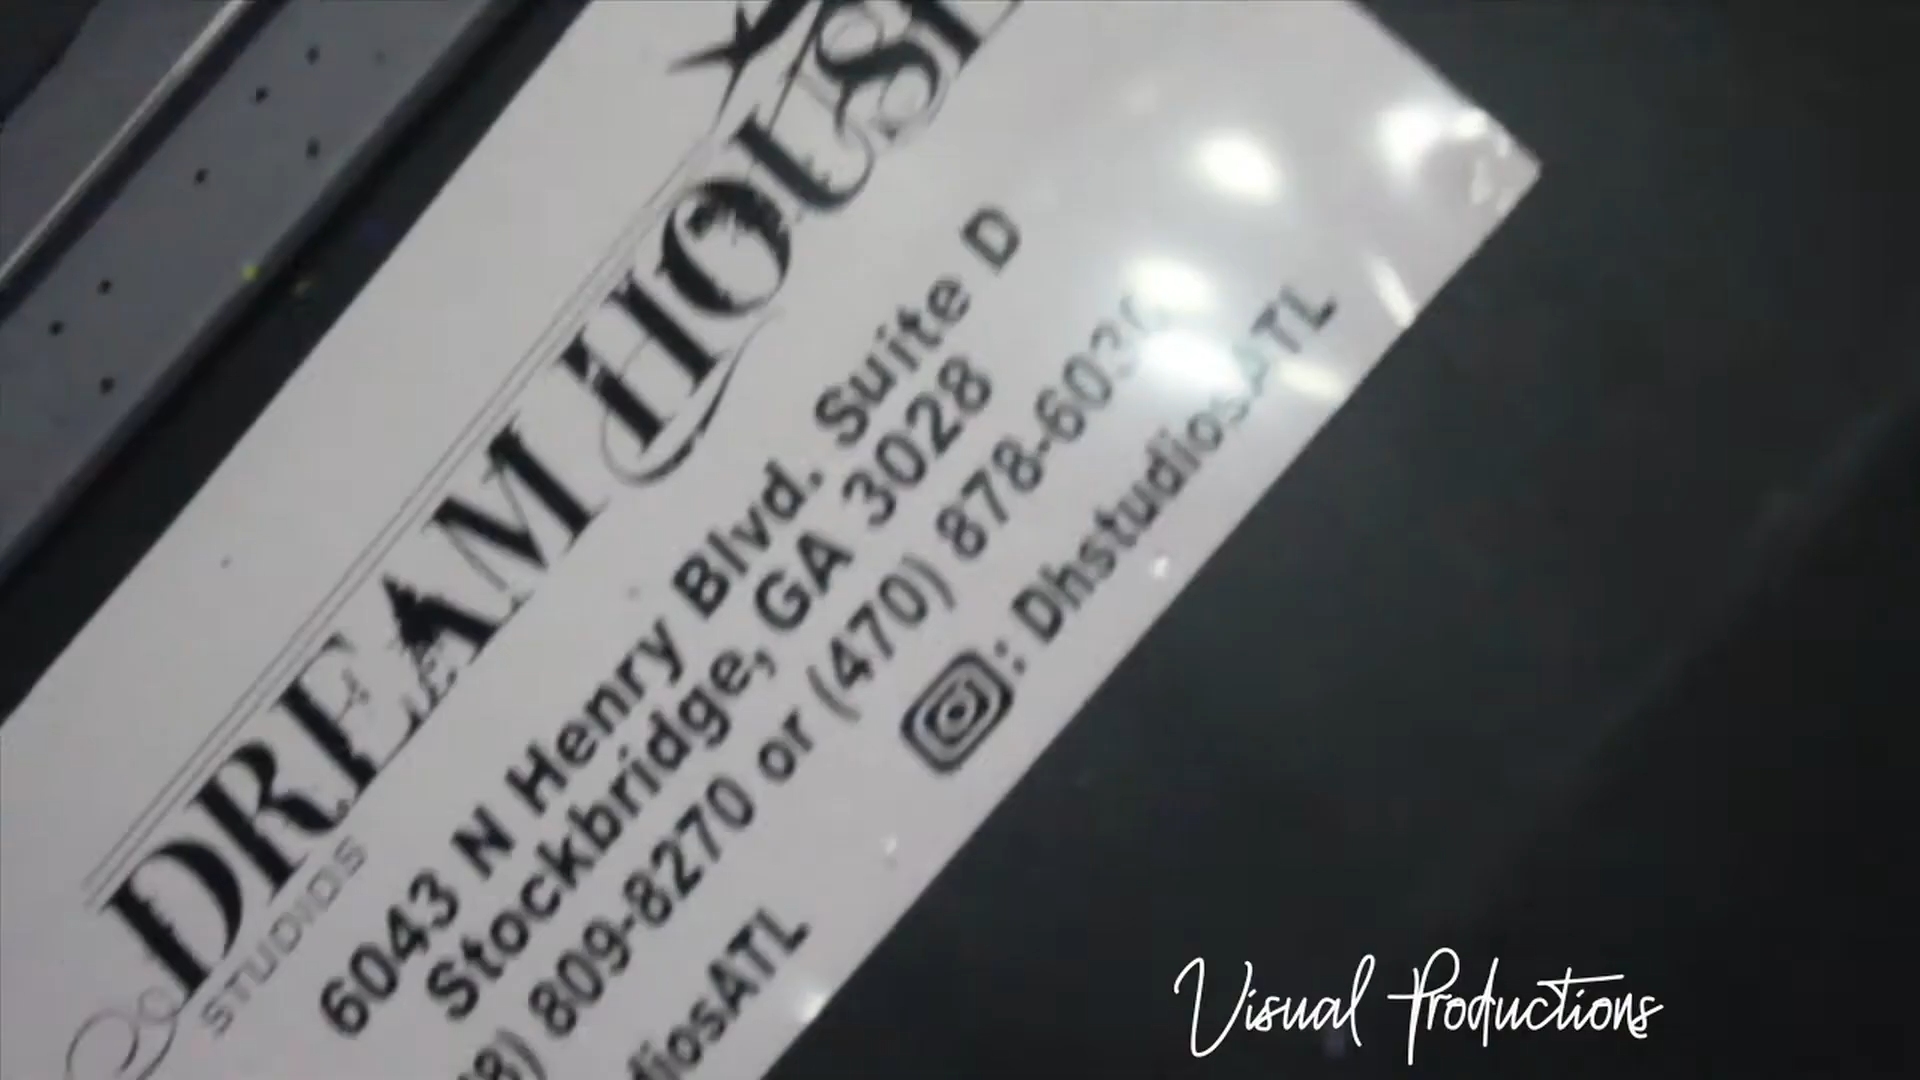 DREAM HOUSE
STUDIOS
6043 N Henry Blvd. Suite D
Stockbridge, GA 3028
809-8270 or (470) 878-603
: DhstudiosATL
diosATL
Visual Productions